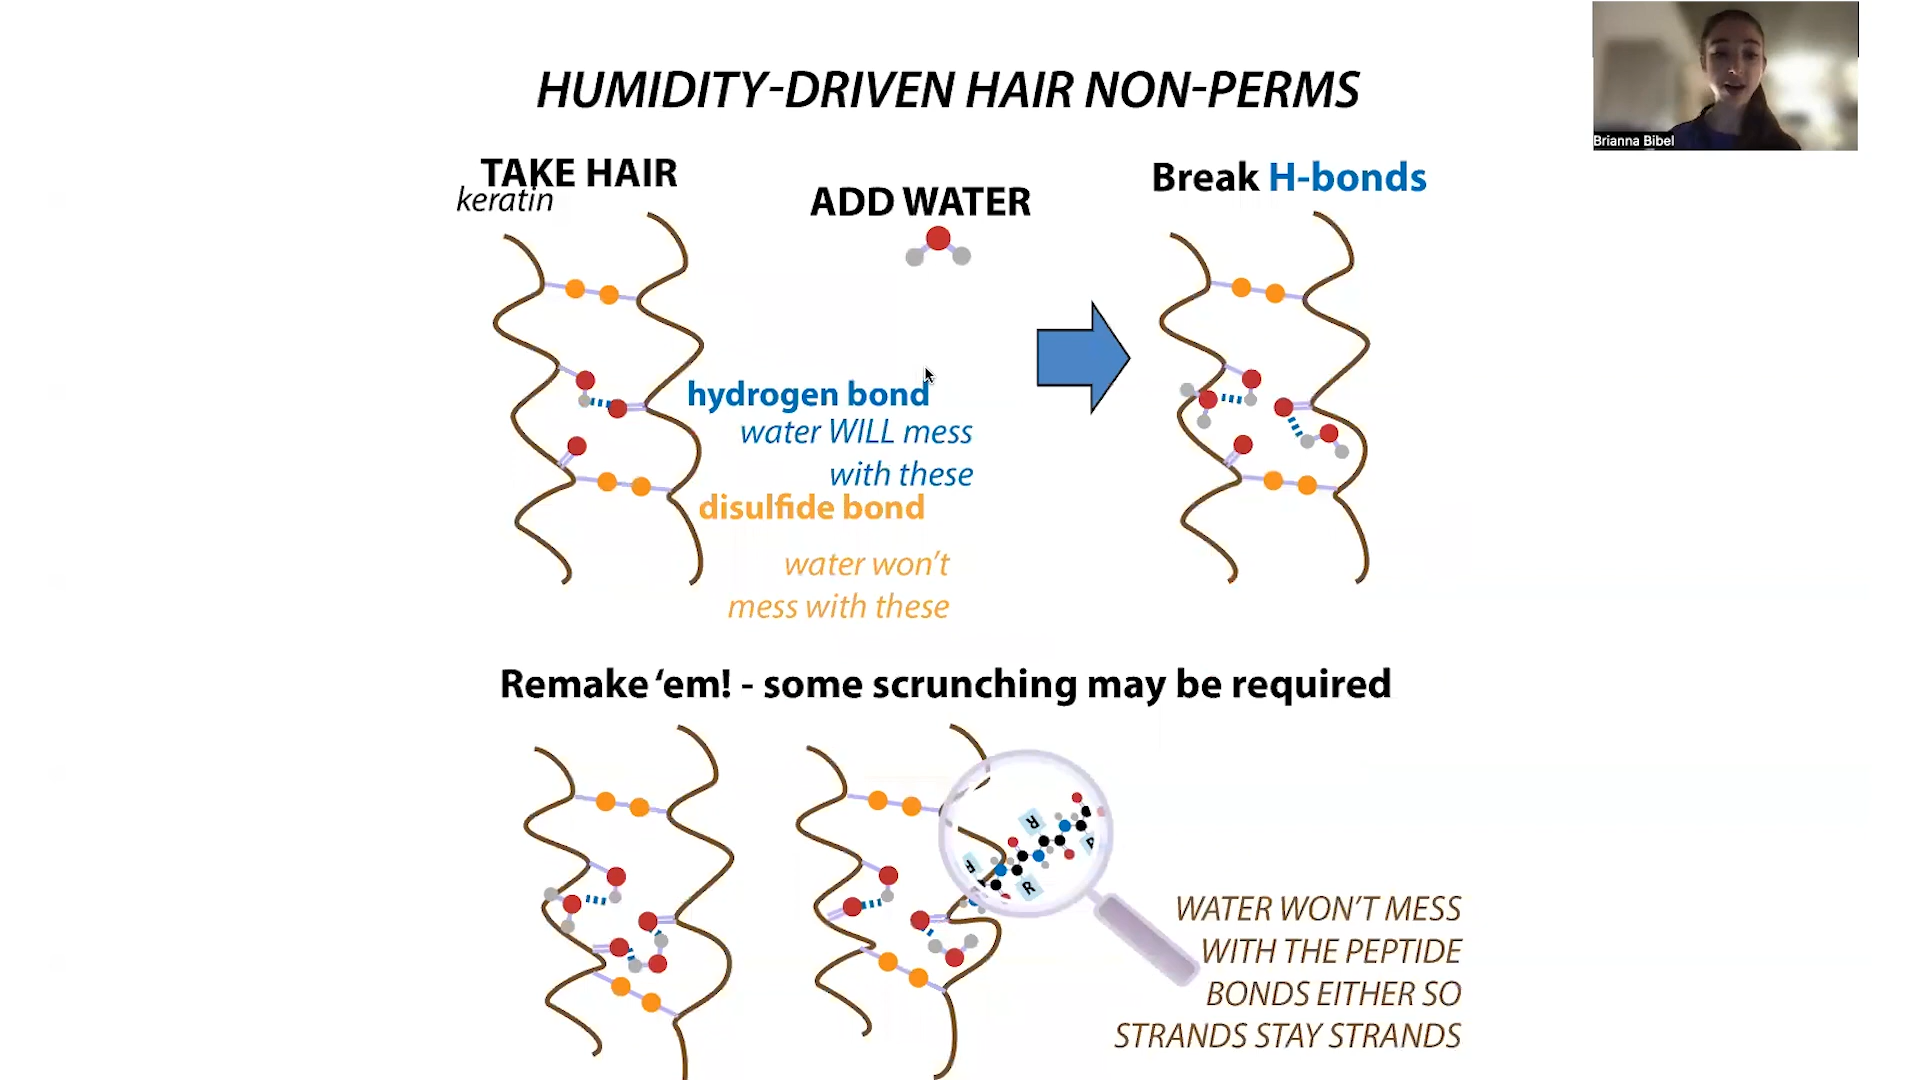 HUMIDITY-DRIVEN HAIR NON-PERMS
Brianna Bibel
TAKE HAIR
keratin
ADD WATER
Break H-bonds
hydrogen bond
water WILL mess
with these
disulfide bond
water won't
mess with these
Remake ‘em! - some scrunching may be required
R
R
R
R
WATER WON'T MESS
WITH THE PEPTIDE
BONDS EITHER SO
STRANDS STAY STRANDS